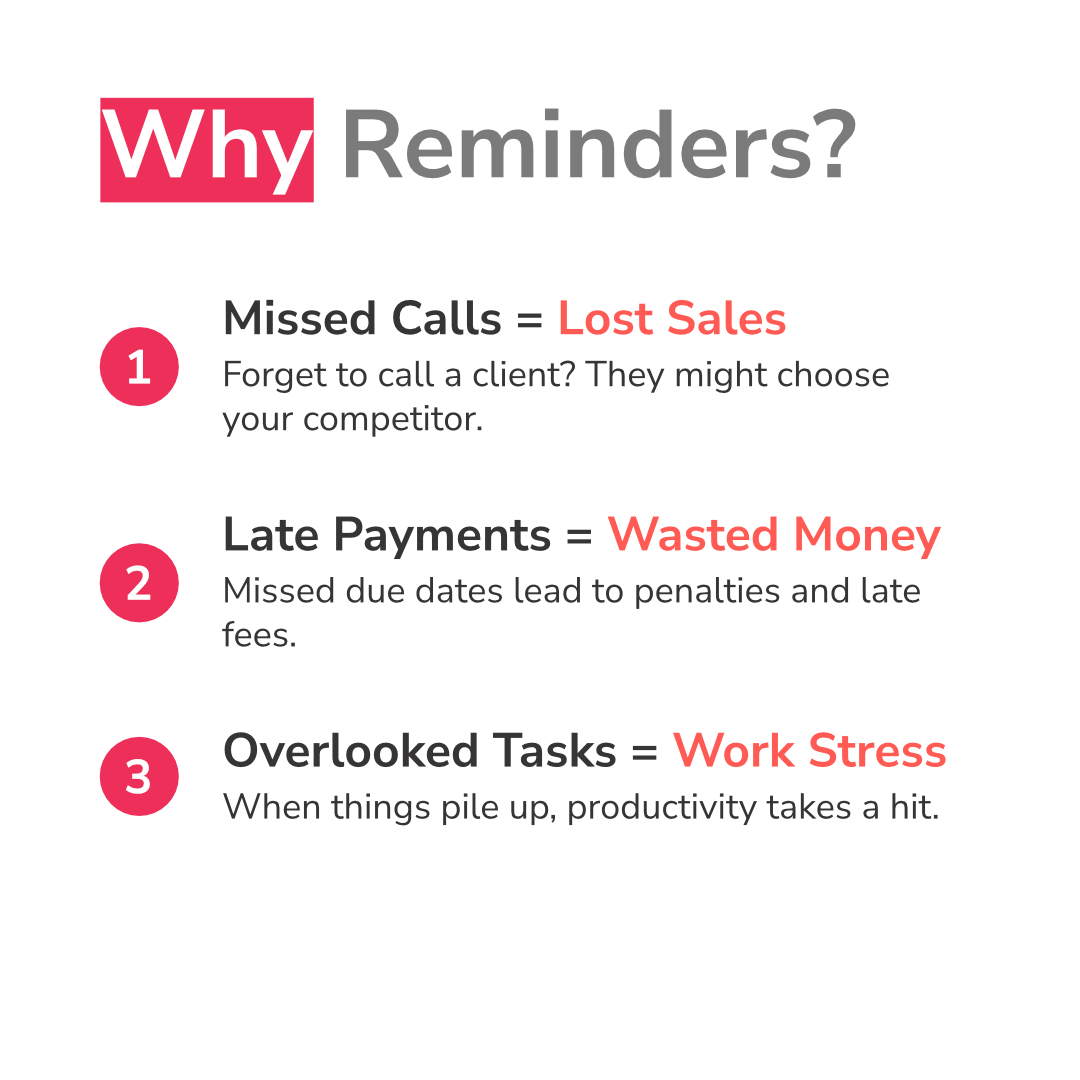 Why Reminders?
1
Missed Calls = Lost Sales
Forget to call a client? They might choose
your competitor.
2
Late Payments = Wasted Money
Missed due dates lead to penalties and late
fees.
3
Overlooked Tasks = Work Stress
When things pile up, productivity takes a hit.